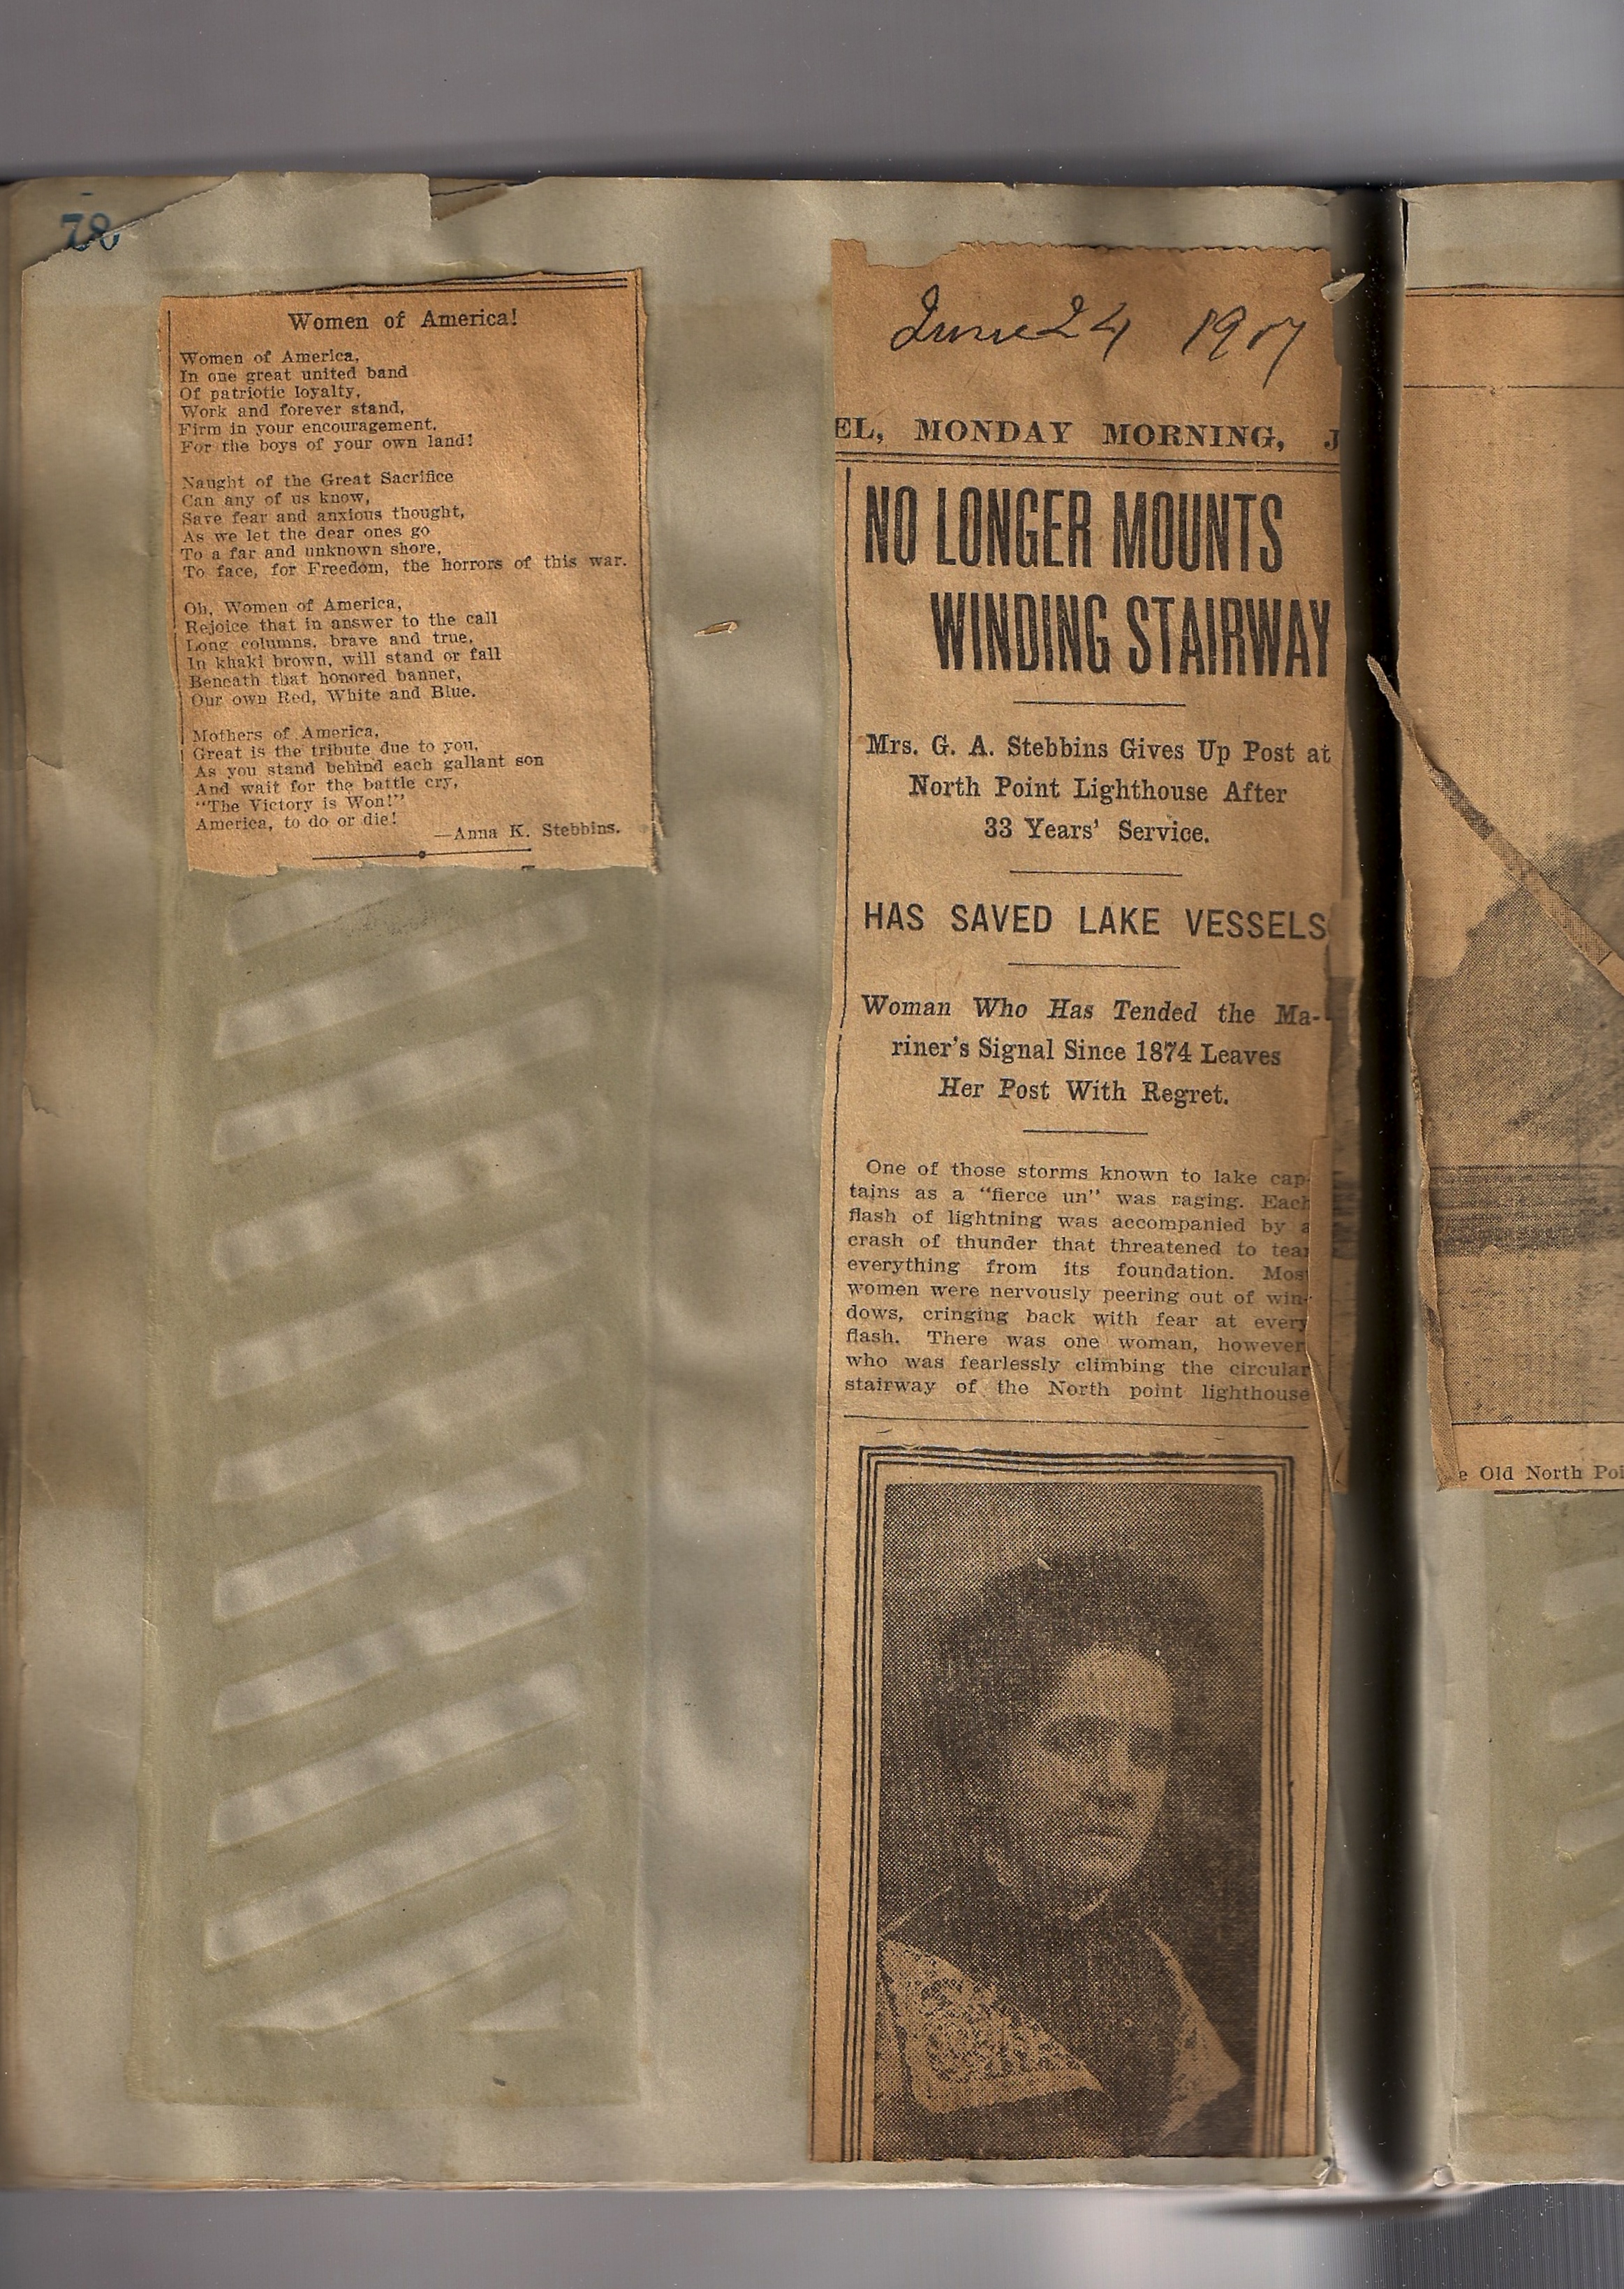 78
Women of America!
Women of America,
In one great united band
Of patriotic loyalty,
Work and forever stand,
Firm in your encouragement,
For the boys of your own land!
Naught of the Great Sacrifice
Can any of us know,
Save fear and anxious thought,
As we let the dear ones go
To a far and unknown shore,
To face, for Freedom, the horrors of this war.
Oh, Women of America,
Rejoice that in answer to the call
Long columns, brave and true,
In khaki brown, will stand or fall
Beneath that honored banner,
Our own Red, White and Blue.
Mothers of America,
Great is the tribute due to you,
As you stand behind each gallant son
And wait for the battle cry,
"The Victory is Won!"
America, to do or die!
—Anna K. Stebbins.
June 24 1907
EL, MONDAY MORNING, J
NO LONGER MOUNTS
WINDING STAIRWAY
Mrs. G. A. Stebbins Gives Up Post at
North Point Lighthouse After
33 Years' Service.
HAS SAVED LAKE VESSELS
Woman Who Has Tended the Ma-
riner's Signal Since 1874 Leaves
Her Post With Regret.
One of those storms known to lake cap-
tains as a "fierce un" was raging. Each
flash of lightning was accompanied by a
crash of thunder that threatened to tear
everything from its foundation. Most
women were nervously peering out of win-
dows, cringing back with fear at every
flash. There was one woman, however,
who was fearlessly climbing the circular
stairway of the North point lighthouse
e Old North Poi